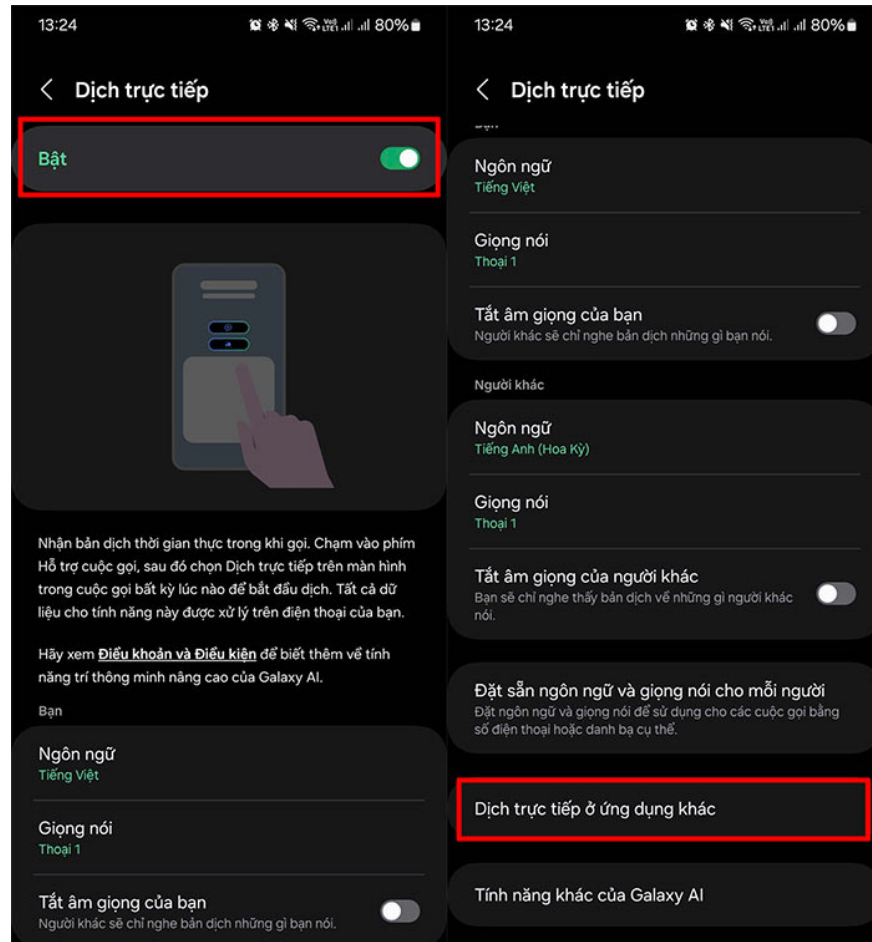 13:24
VoJ) LTE1 80%
Dịch trực tiếp
Bật
Nhận bản dịch thời gian thực trong khi gọi. Chạm vào phím
Hỗ trợ cuộc gọi, sau đó chọn Dịch trực tiếp trên màn hình
trong cuộc gọi bất kỳ lúc nào để bắt đầu dịch. Tất cả dữ
liệu cho tính năng này được xử lý trên điện thoại của bạn.
Hãy xem Điều khoản và Điều kiện để biết thêm về tính
năng trí thông minh nâng cao của Galaxy AI.
Bạn
Ngôn ngữ
Tiếng Việt
Giọng nói
Thoại 1
Tắt âm giọng của bạn
Người khác sẽ chỉ nghe bản dịch những gì bạn nói.
13:24
LTE1 80%
Dịch trực tiếp
Ngôn ngữ
Tiếng Việt
Giọng nói
Thoại 1
Tắt âm giọng của bạn
Người khác sẽ chỉ nghe bản dịch những gì bạn nói.
Người khác
Ngôn ngữ
Tiếng Anh (Hoa Kỳ)
Giọng nói
Thoại 1
Tắt âm giọng của người khác
Bạn sẽ chỉ nghe thấy bản dịch về những gì người khác
nói.
Đặt sẵn ngôn ngữ và giọng nói cho mỗi người
Đặt ngôn ngữ và giọng nói để sử dụng cho các cuộc gọi bằng
số điện thoại hoặc danh bạ cụ thể.
Dịch trực tiếp ở ứng dụng khác
Tính năng khác của Galaxy AI